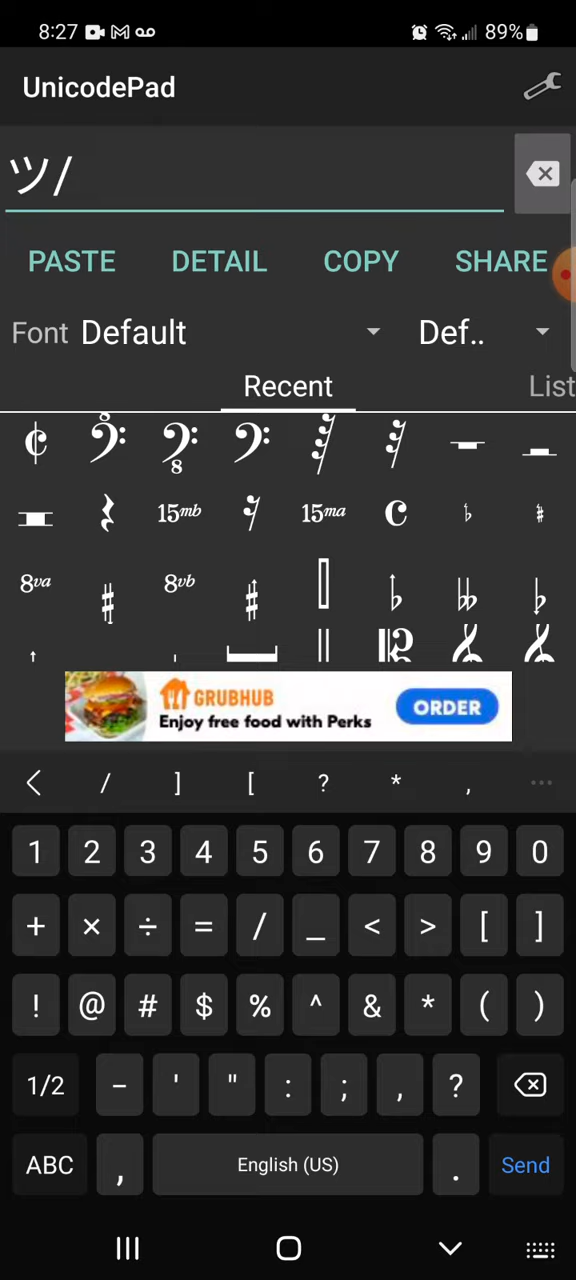 8:27 89%
UnicodePad
ツ/
PASTE DETAIL COPY SHARE
Font Default Def..
Recent List
15mb 15ma
8va 8vb
GRUBHUB
Enjoy free food with Perks
ORDER
/ ] [ ? * , ...
1 2 3 4 5 6 7 8 9 0
+ × ÷ = / _ < > [ ]
! @ # $ % ^ & * ( )
1/2 - ' " : ; , ?
ABC , English (US) . Send